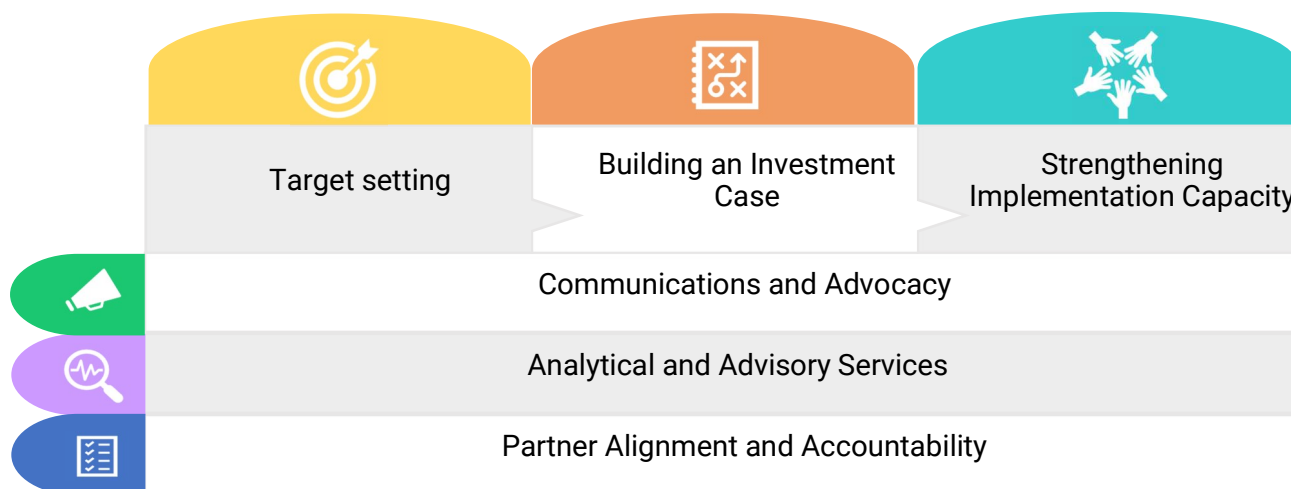 Target setting
Building an Investment
Case
Strengthening
Implementation Capacity
Communications and Advocacy
Analytical and Advisory Services
Partner Alignment and Accountability